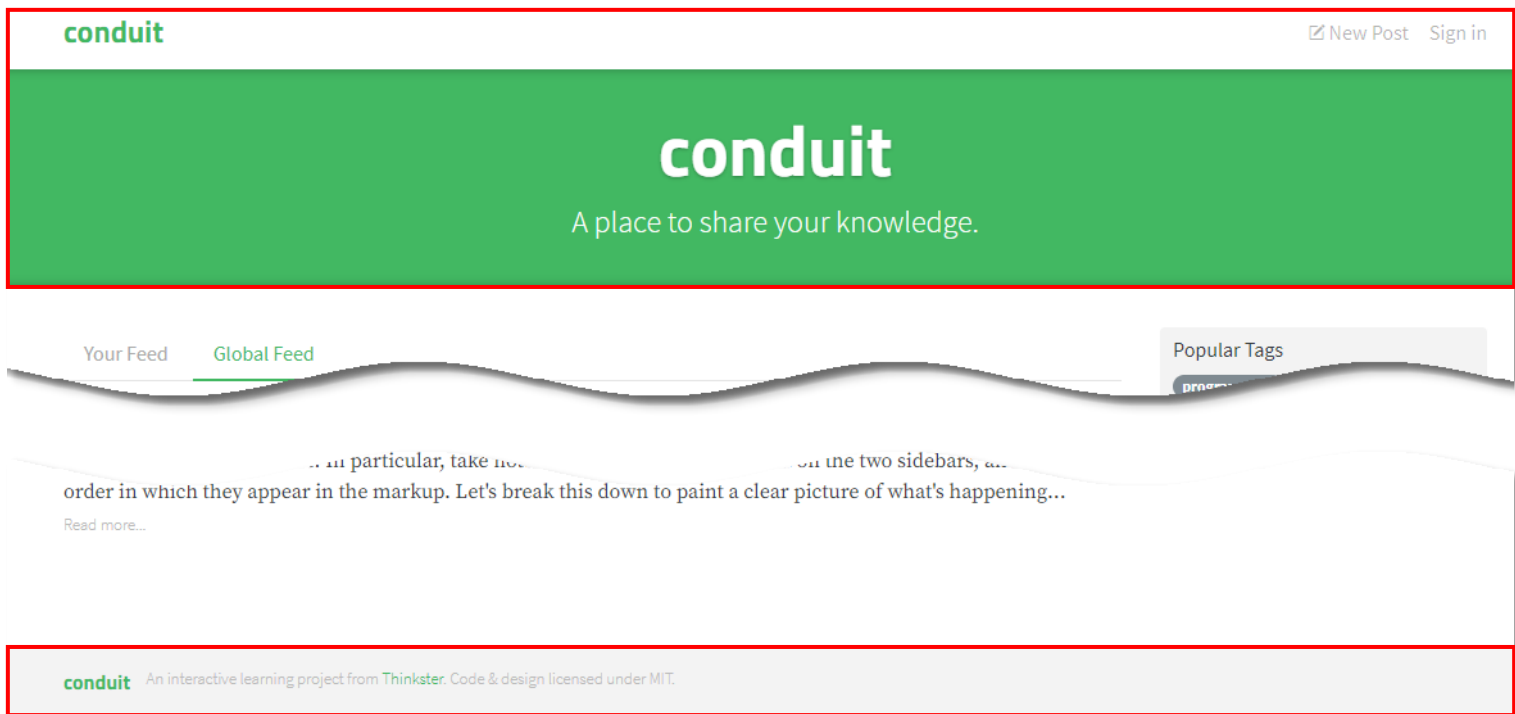 conduit
New Post Sign in
conduit
A place to share your knowledge.
Your Feed Global Feed
Popular Tags
particular, take the two sidebars,
order in which they appear in the markup. Let's break this down to paint a clear picture of what's happening...
Read more...
conduit An interactive learning project from Thinkster. Code & design licensed under MIT.